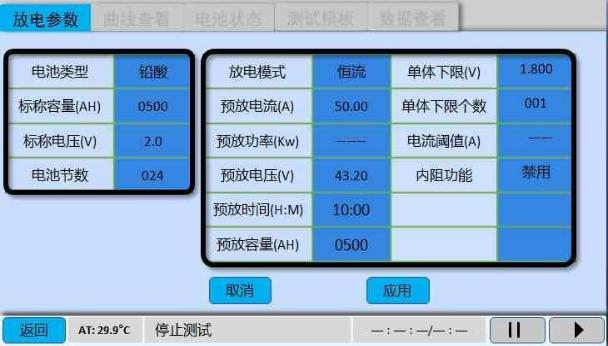 放电参数 曲线查看 电池状态 测试模板 数据查看
电池类型 铅酸
标称容量(AH) 0500
标称电压(V) 2.0
电池节数 024
放电模式 恒流 单体下限(V) 1.800
预放电流(A) 50.00 单体下限个数 001
预放功率(Kw) --- 电流阈值(A) ---
预放电压(V) 43.20 内阻功能 禁用
预放时间(H:M) 10:00
预放容量(AH) 0500
取消 应用
返回 AT: 29.9°C 停止测试 —:—:—/—:—